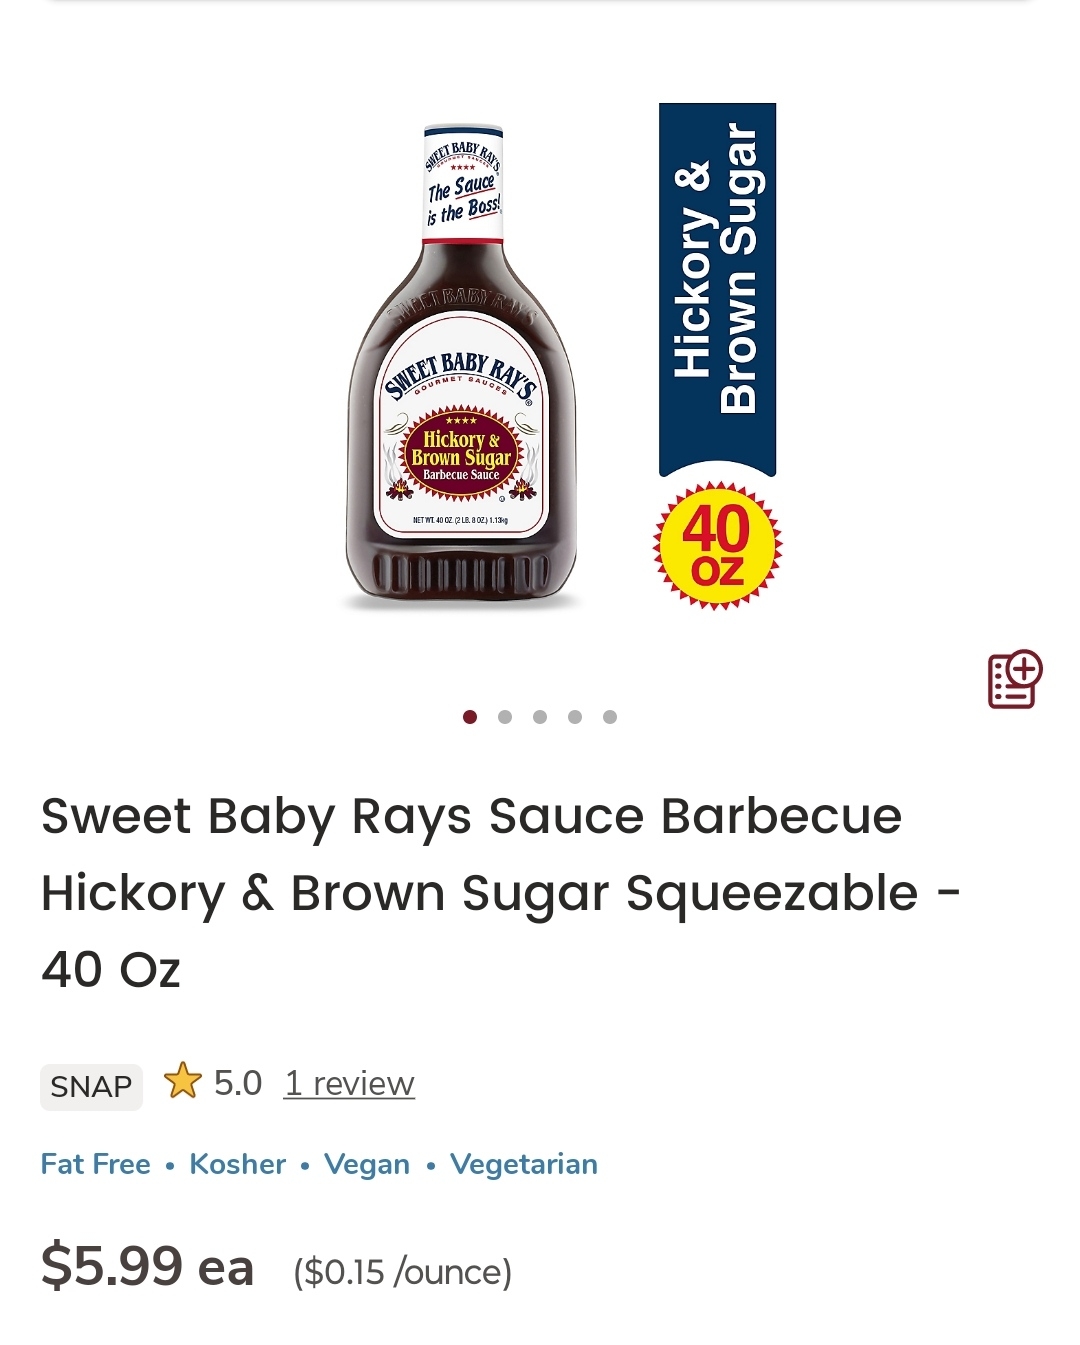 SWEET BABY RAY'S
GOURMET SAUCES
The Sauce
is the Boss!
SWEET BABY RAY'S
SWEET BABY RAY'S®
GOURMET SAUCES
Hickory &
Brown Sugar
Barbecue Sauce
NET WT. 40 OZ. (2 LB. 8 OZ.) 1.13kg
Hickory &
Brown Sugar
40
OZ
Sweet Baby Rays Sauce Barbecue
Hickory & Brown Sugar Squeezable -
40 Oz
SNAP 5.0 1 review
Fat Free • Kosher • Vegan • Vegetarian
$5.99 ea ($0.15 /ounce)